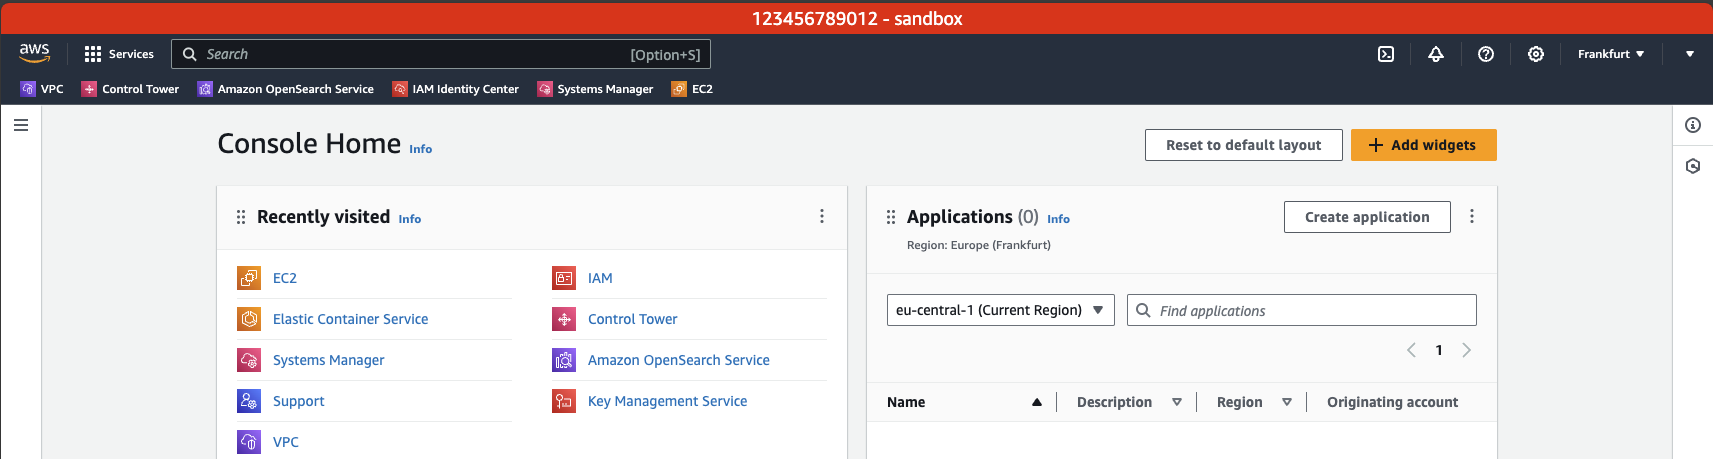 123456789012 - sandbox
aws Services Search [Option+S] Frankfurt
VPC Control Tower Amazon OpenSearch Service IAM Identity Center Systems Manager EC2
Console Home Info
Reset to default layout
Add widgets
Recently visited Info
EC2
Elastic Container Service
Systems Manager
Support
VPC
IAM
Control Tower
Amazon OpenSearch Service
Key Management Service
Applications (0) Info
Region: Europe (Frankfurt)
Create application
eu-central-1 (Current Region)
Find applications
1
Name Description Region Originating account